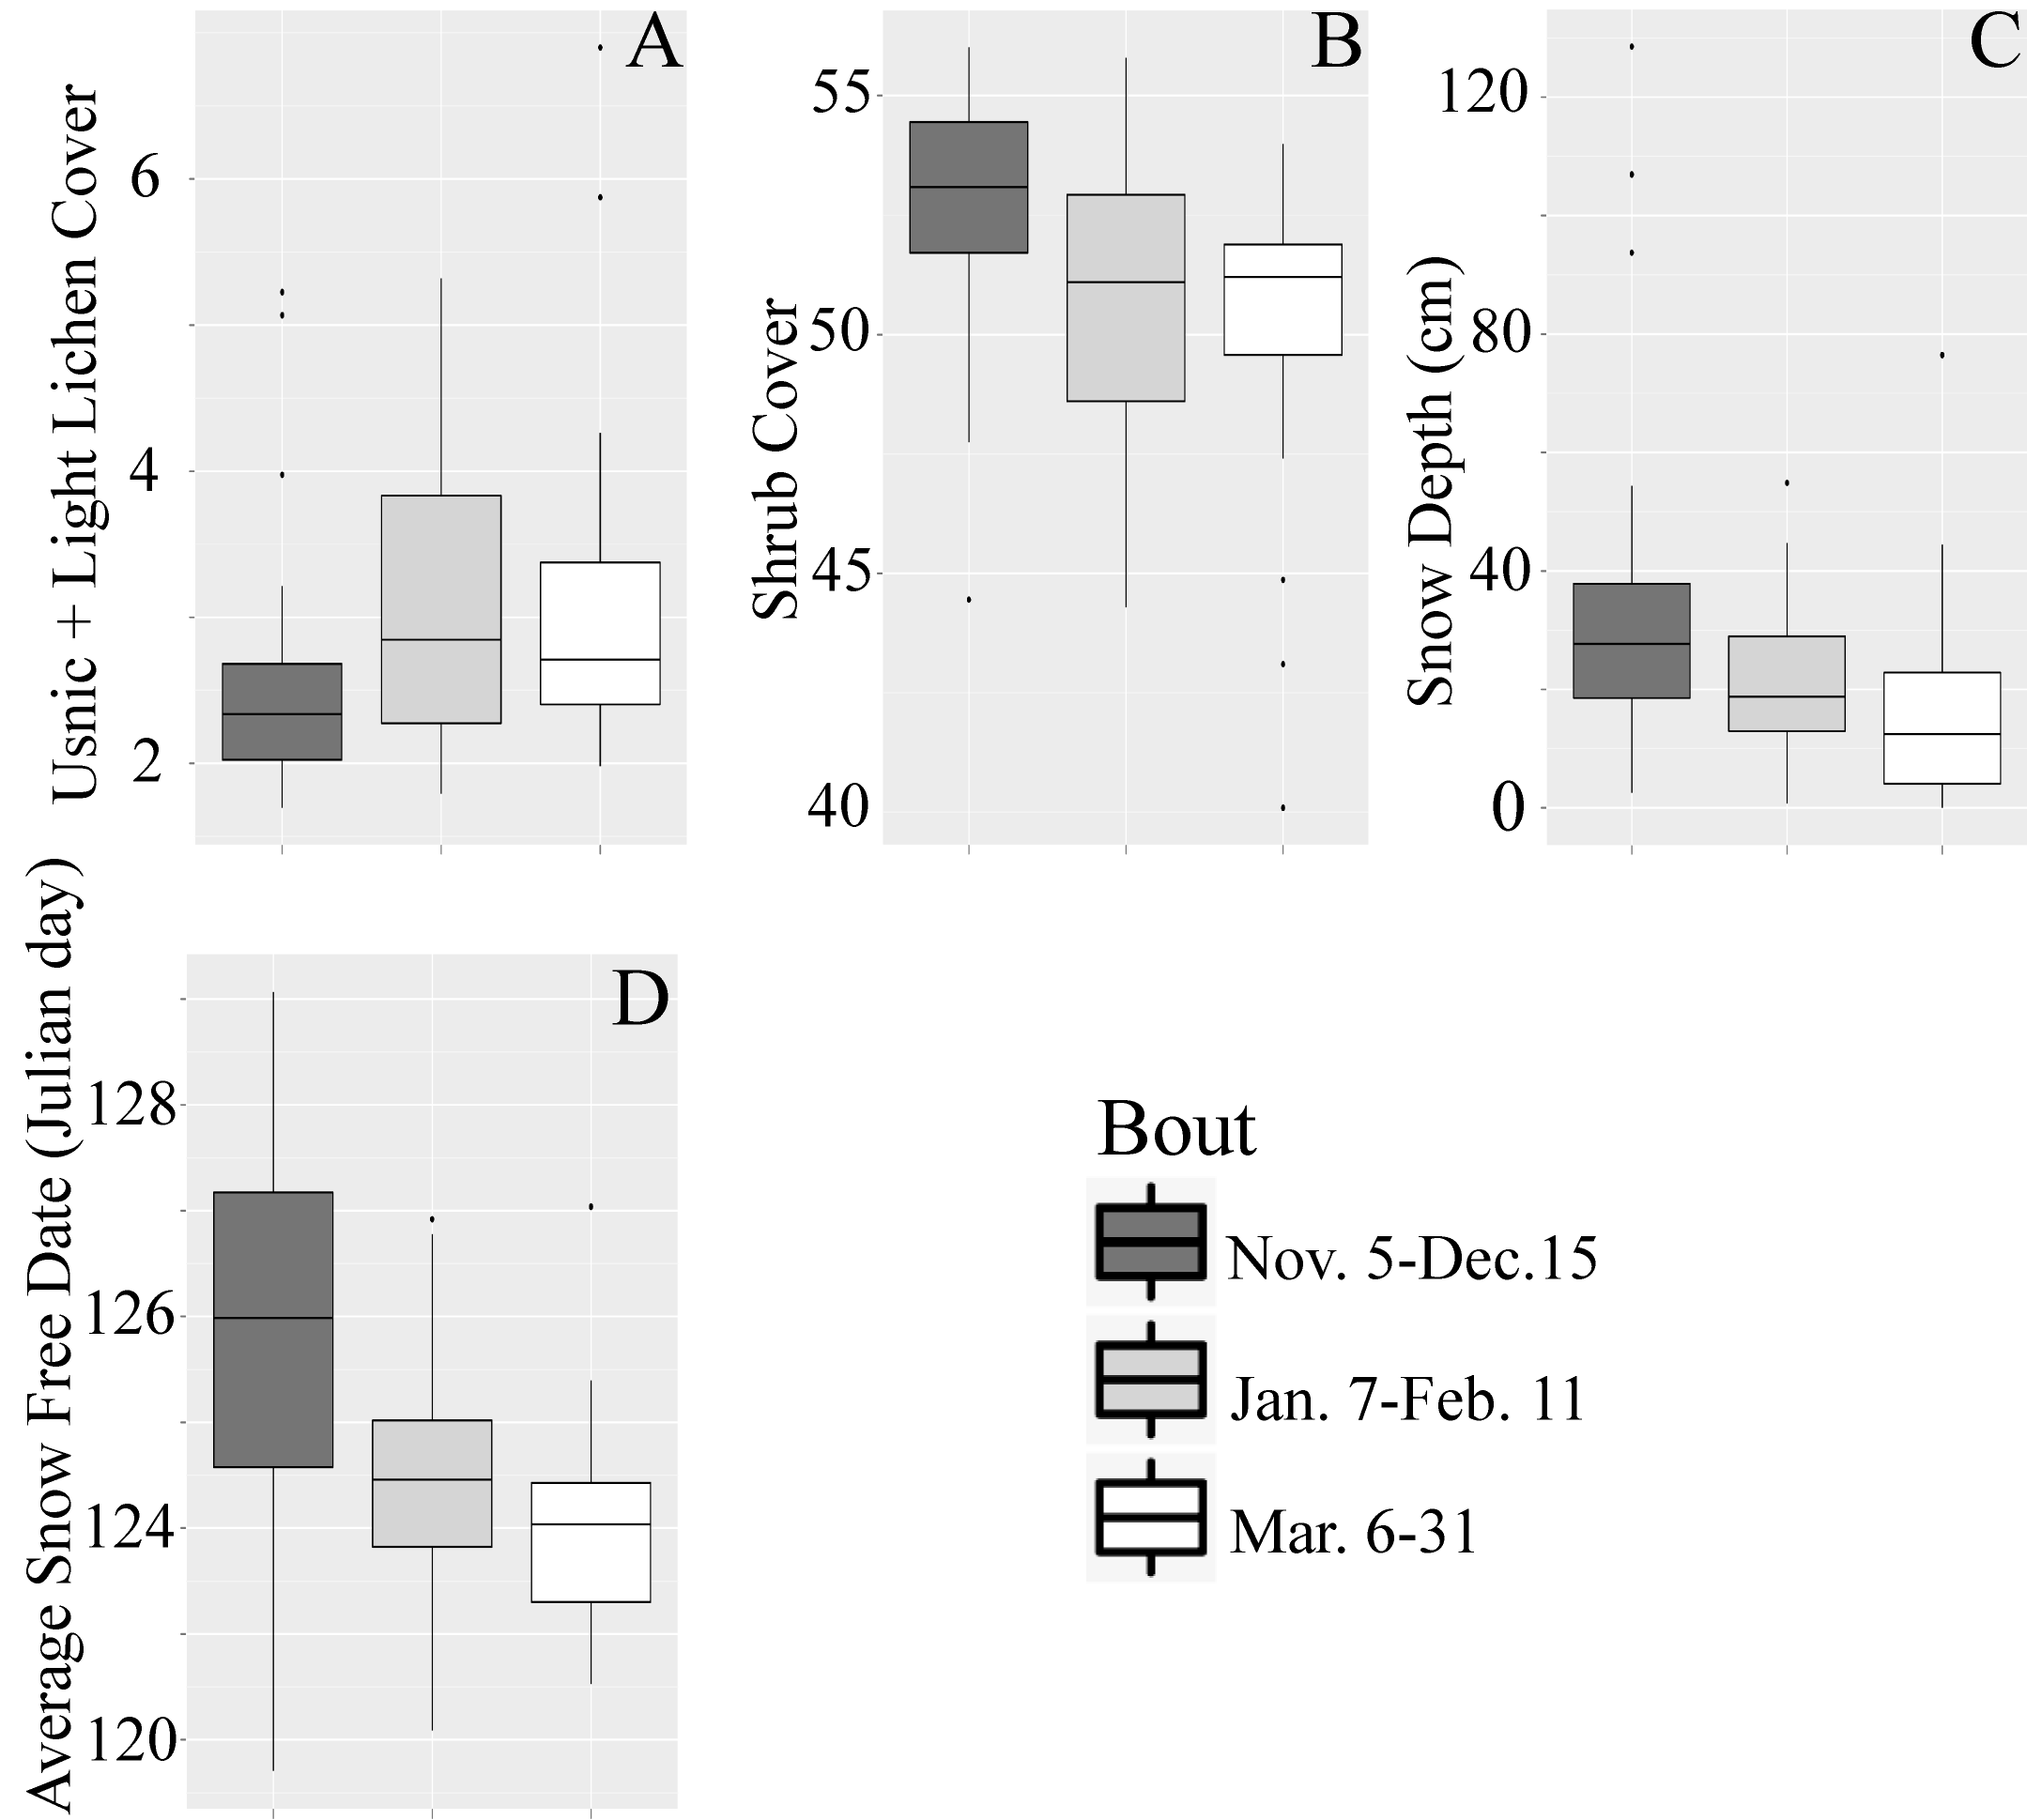 A
Usnic + Light Lichen Cover
6
4
2
B
Shrub Cover
55
50
45
40
C
Snow Depth (cm)
120
80
40
0
D
Average Snow Free Date (Julian day)
128
126
124
120
Bout
Nov. 5-Dec.15
Jan. 7-Feb. 11
Mar. 6-31